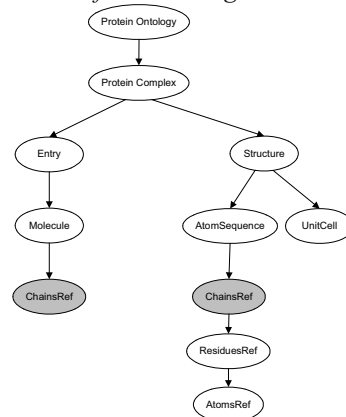 Protein Ontology
Protein Complex
Entry
Structure
Molecule
AtomSequence
UnitCell
ChainsRef
ChainsRef
ResiduesRef
AtomsRef